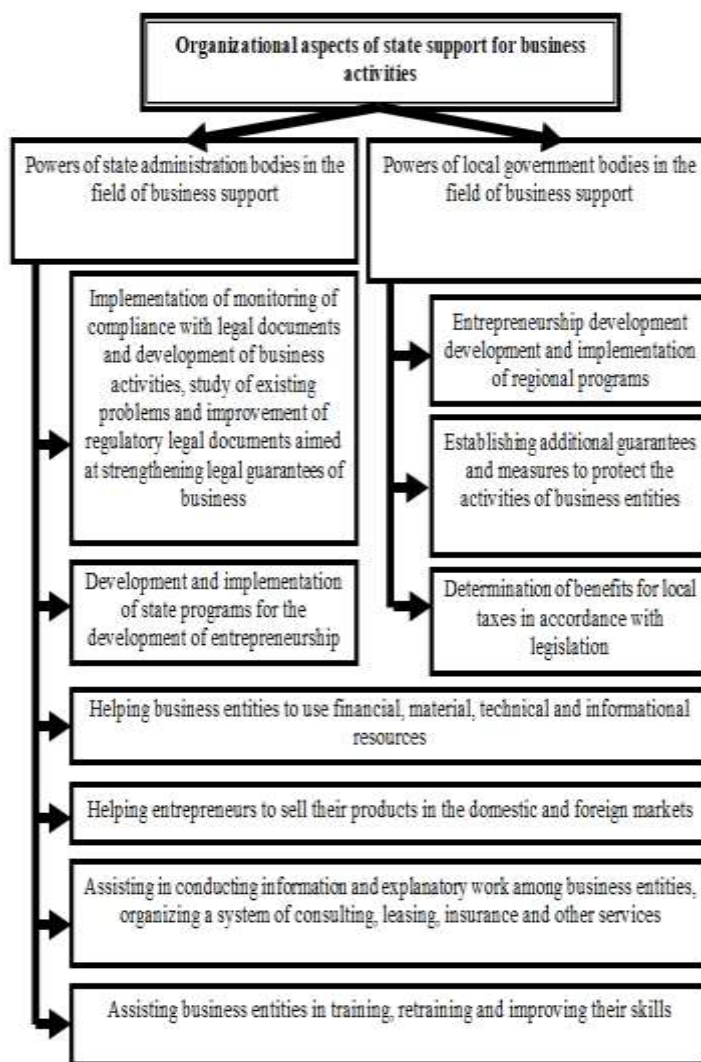 Organizational aspects of state support for business
activities
Powers of state administration bodies in the
field of business support
Powers of local government bodies in the
field of business support
Implementation of monitoring of
compliance with legal documents
and development of business
activities, study of existing
problems and improvement of
regulatory legal documents aimed
at strengthening legal guarantees of
business
Entrepreneurship development
development and implementation
of regional programs
Establishing additional guarantees
and measures to protect the
activities of business entities
Development and implementation
of state programs for the
development of entrepreneurship
Determination of benefits for local
taxes in accordance with
legislation
Helping business entities to use financial, material, technical and informational
resources
Helping entrepreneurs to sell their products in the domestic and foreign markets
Assisting in conducting information and explanatory work among business entities,
organizing a system of consulting, leasing, insurance and other services
Assisting business entities in training, retraining and improving their skills